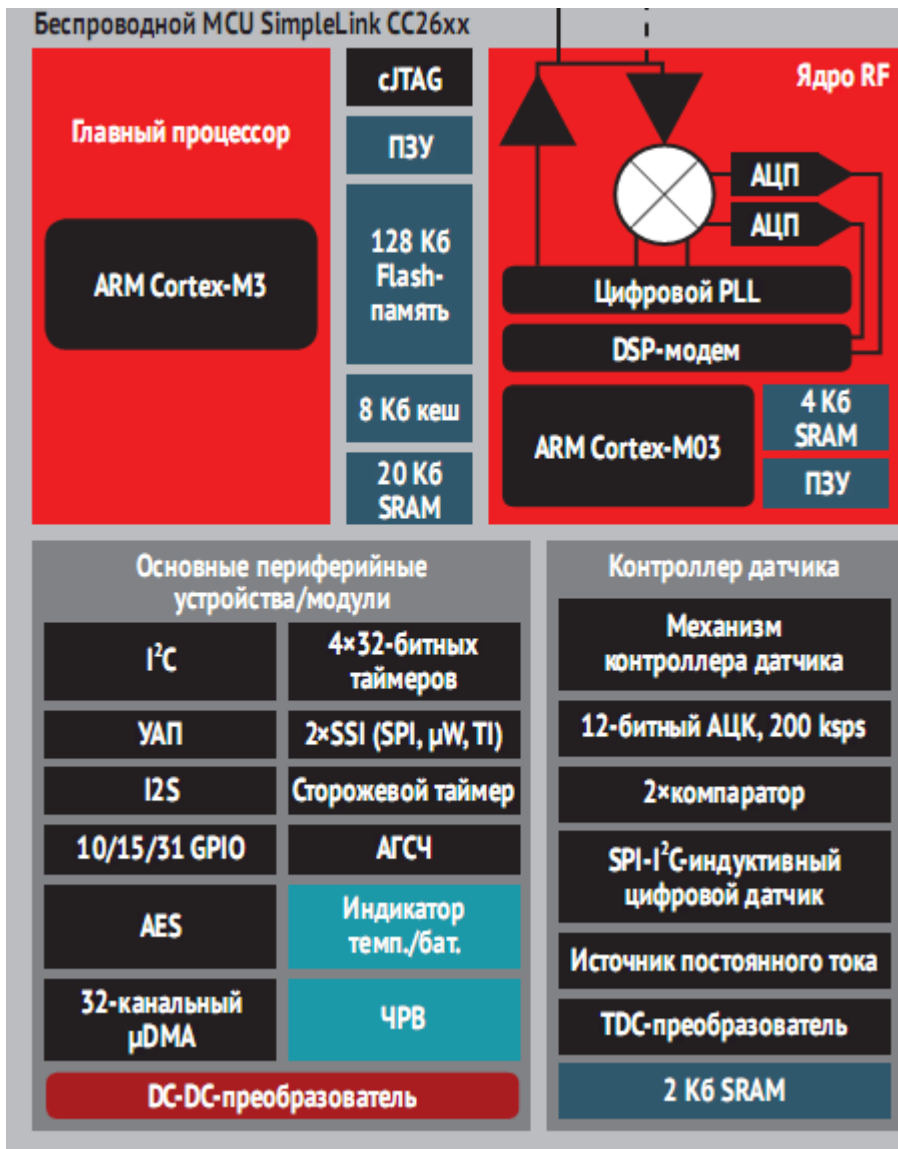 Беспроводной MCU SimpleLink CC26xx
Главный процессор
ARM Cortex-M3
cJTAG
ПЗУ
128 Кб
Flash-
память
8 Кб кеш
20 Кб
SRAM
Ядро RF
АЦП
АЦП
Цифровой PLL
DSP-модем
ARM Cortex-M03
4 Кб
SRAM
ПЗУ
Основные периферийные
устройства/модули
I²C
4×32-битных
таймеров
УАП
2×SSI (SPI, µW, TI)
I2S
Сторожевой таймер
10/15/31 GPIO
АГСЧ
AES
Индикатор
темп./бат.
32-канальный
µDMA
ЧРВ
DC-DC-преобразователь
Контроллер датчика
Механизм
контроллера датчика
12-битный АЦК, 200 ksps
2×компаратор
SPI-I²C-индуктивный
цифровой датчик
Источник постоянного тока
TDC-преобразователь
2 Кб SRAM